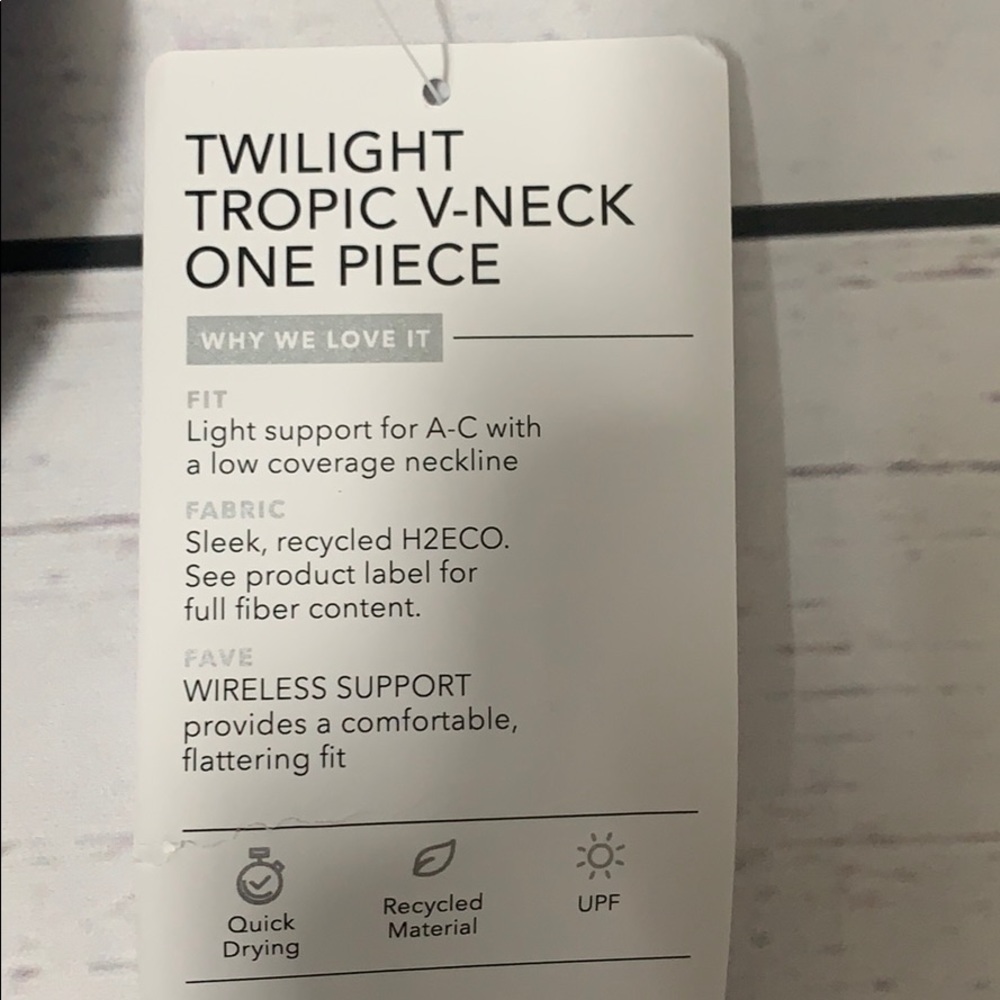 TWILIGHT
TROPIC V-NECK
ONE PIECE
WHY WE LOVE IT
FIT
Light support for A-C with
a low coverage neckline
FABRIC
Sleek, recycled H2ECO.
See product label for
full fiber content.
FAVE
WIRELESS SUPPORT
provides a comfortable,
flattering fit
Quick
Drying
Recycled
Material
UPF